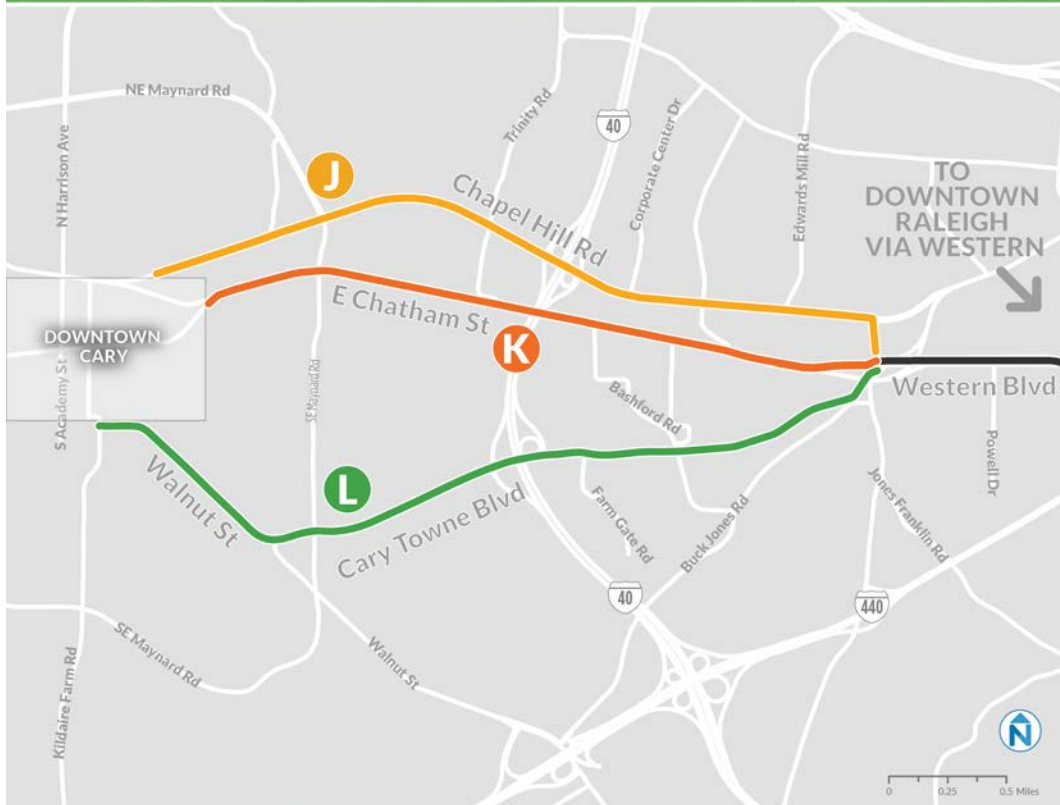 NE Maynard Rd
N Harrison Ave
J
Trinity Rd
40
Corporate Center Dr
Edwards Mill Rd
Chapel Hill Rd
TO
DOWNTOWN
RALEIGH
VIA WESTERN
E Chatham St
K
DOWNTOWN
CARY
S Academy St
SE Maynard Rd
Bashford Rd
Western Blvd
Powell Dr
Walnut St
L
Cary Towne Blvd
Farm Gate Rd
Buck Jones Rd
Jones Franklin Rd
40
440
SE Maynard Rd
Walnut St
Kildaire Farm Rd
N
0 0.25 0.5 Miles